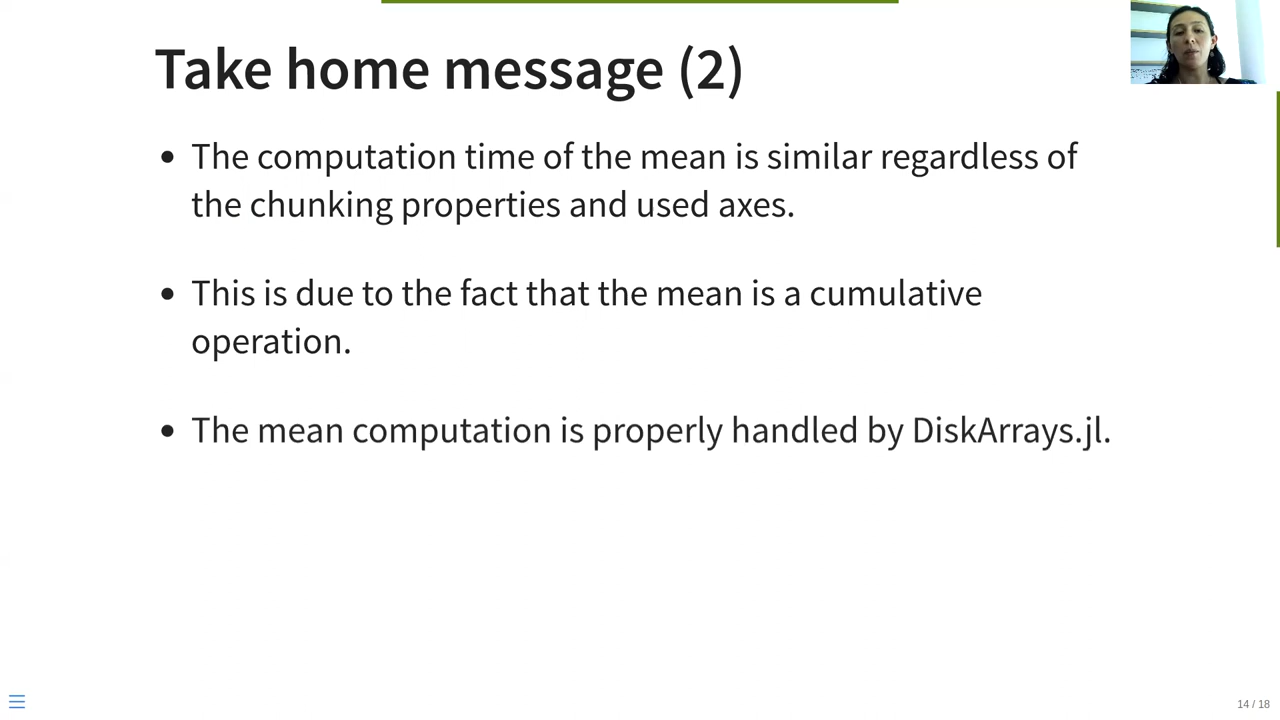 Take home message (2)
• The computation time of the mean is similar regardless of
the chunking properties and used axes.
• This is due to the fact that the mean is a cumulative
operation.
• The mean computation is properly handled by DiskArrays.jl.
14 / 18